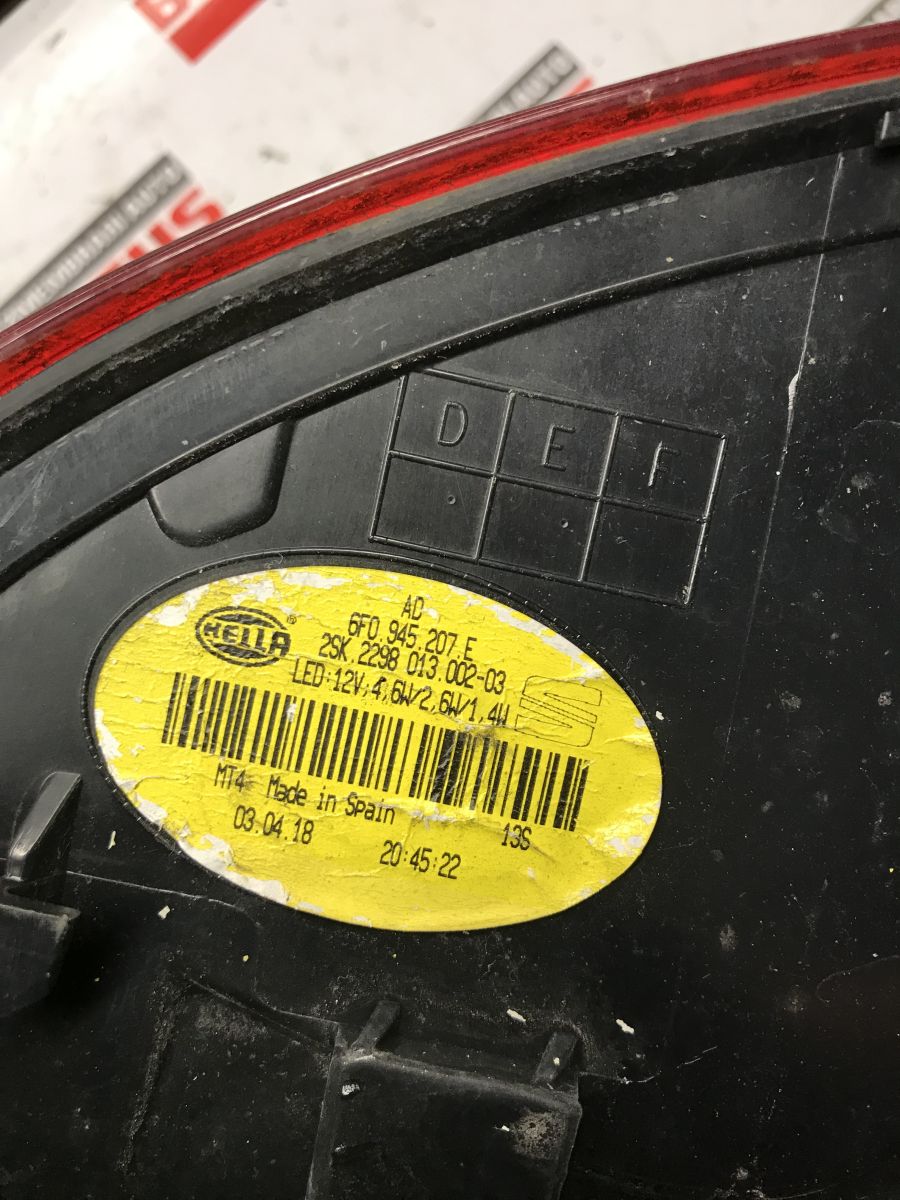 D E F
AD
6F0.945.207.E
HELLA®
2SK.2298 013.002-03
LED:12V;4,6W/2,6W/1,4W
MT4 Made in Spain 13S
03.04.18 20:45:22